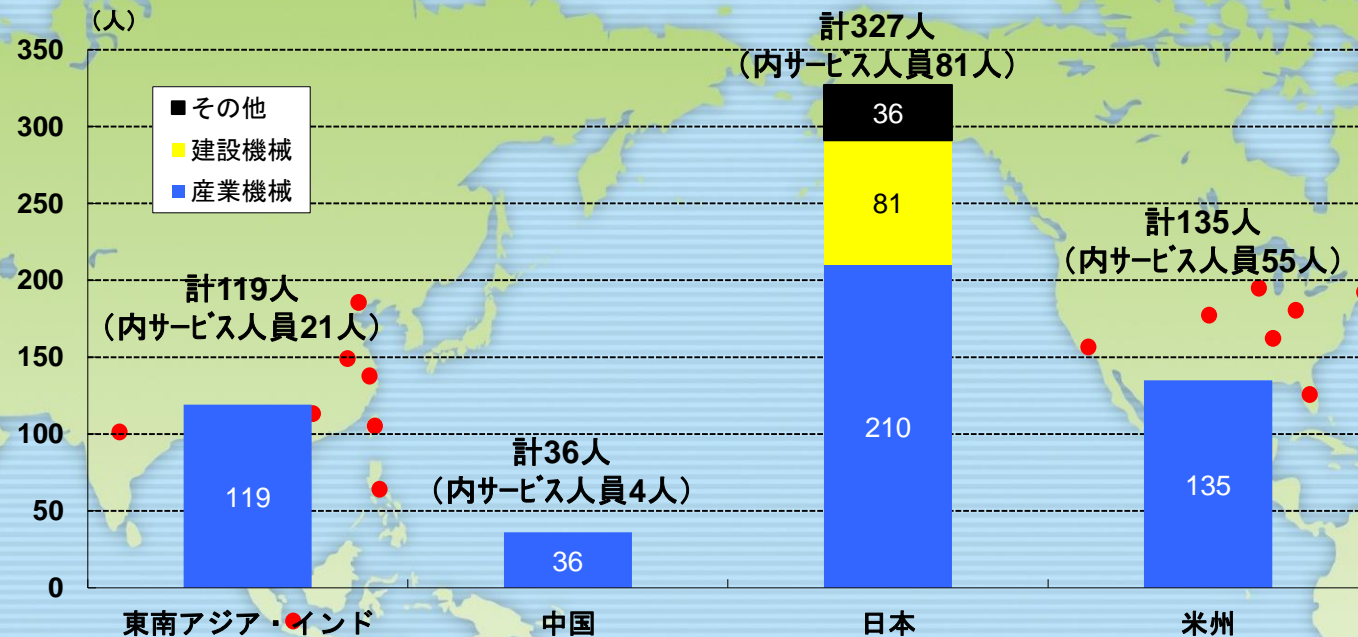 (人)
350
300
250
200
150
100
50
0
■その他
■建設機械
■産業機械
計119人
（内サービス人員21人）
119
計36人
（内サービス人員4人）
36
計327人
（内サービス人員81人）
36
81
210
計135人
（内サービス人員55人）
135
東南アジア・インド
中国
日本
米州